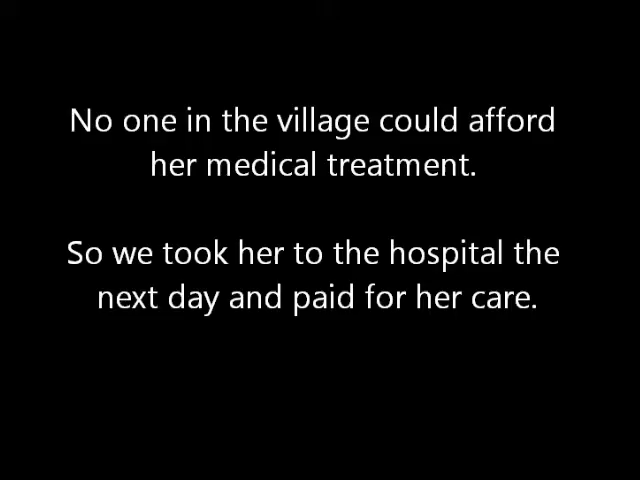 No one in the village could afford
her medical treatment.
So we took her to the hospital the
next day and paid for her care.